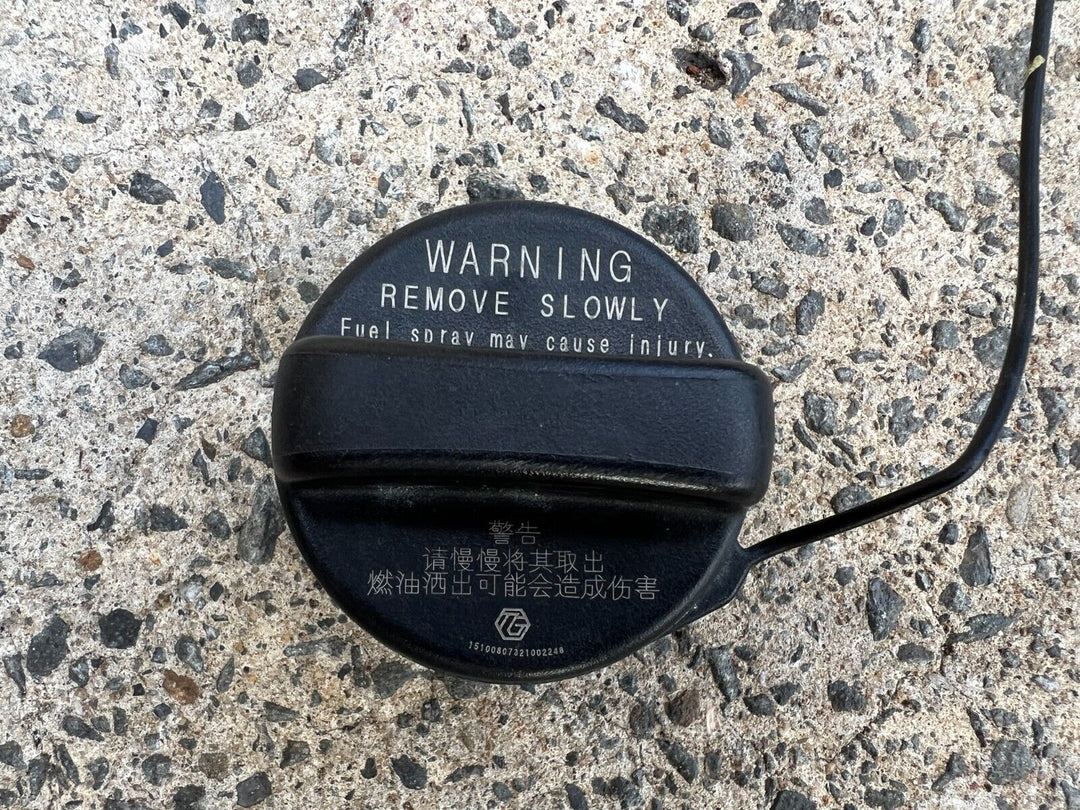 WARNING
REMOVE SLOWLY
Fuel spray may cause injury.
警告
请慢慢将其取出
燃油洒出可能会造成伤害
15100807321002248